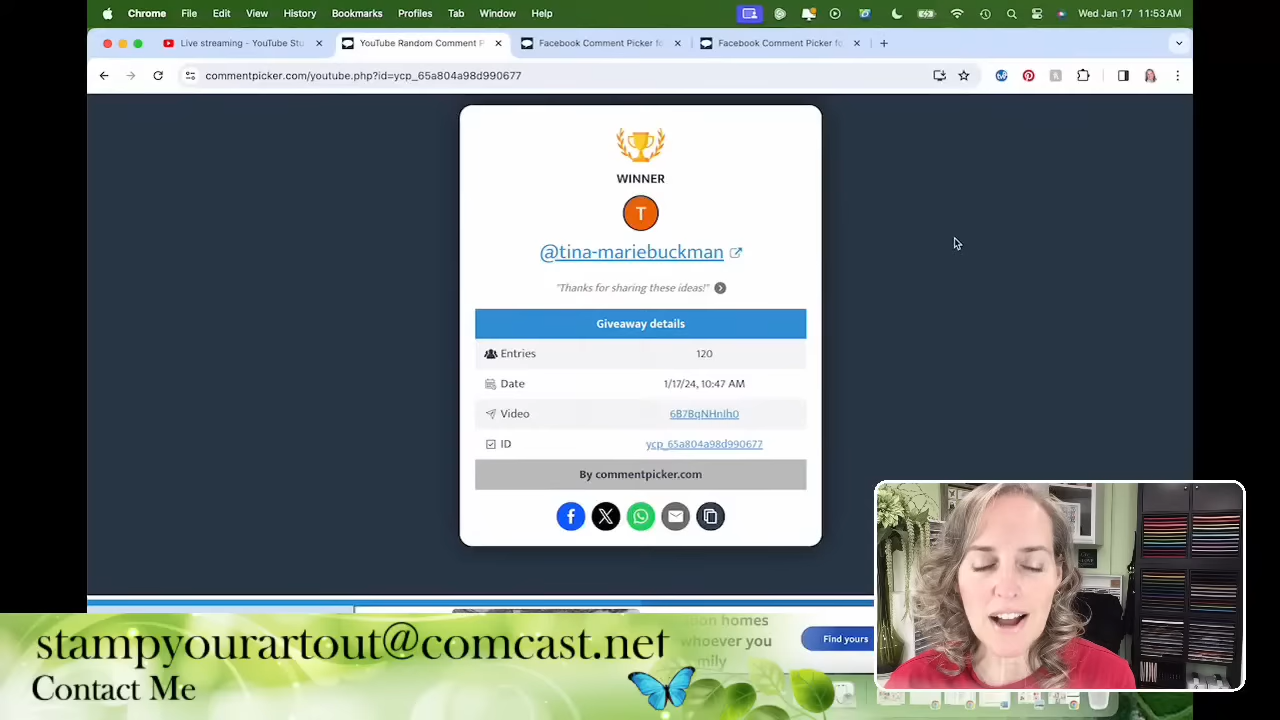 Chrome File Edit View History Bookmarks Profiles Tab Window Help Wed Jan 17 11:53 AM
Live streaming - YouTube Stu YouTube Random Comment P Facebook Comment Picker fo Facebook Comment Picker fo
commentpicker.com/youtube.php?id=ycp_65a804a98d990677
WINNER
T
@tina-mariebuckman
"Thanks for sharing these ideas!"
Giveaway details
Entries 120
Date 1/17/24, 10:47 AM
Video 6B7BqNHnIh0
ID ycp_65a804a98d990677
By commentpicker.com
homes
whoever you
Find yours
stampyourartout@comcast.net
Contact Me